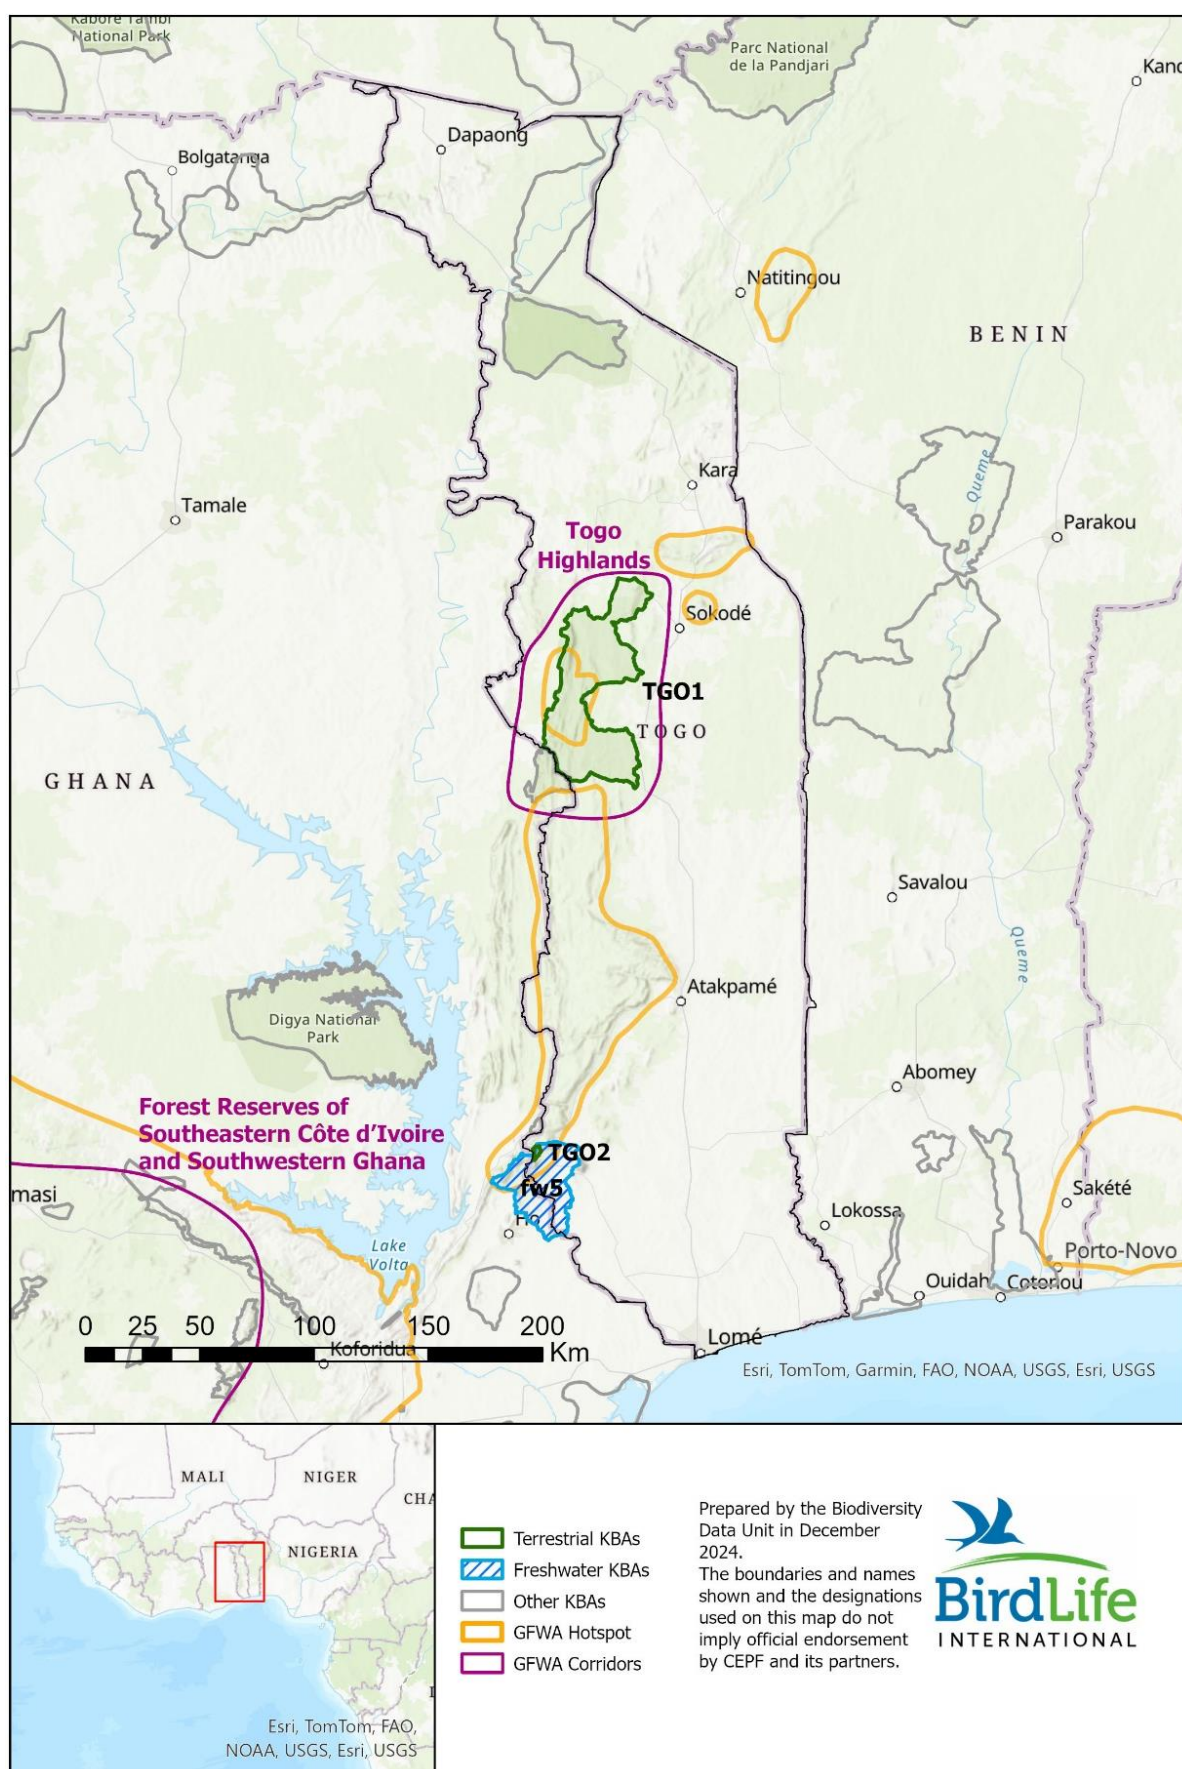 Kabore Tambi
National Park
Parc National
de la Pendjari
Kand
Dapaong
Bolgatanga
Natitingou
BENIN
Kara
Queme
Tamale
Parakou
Togo
Highlands
Sokodé
TGO1
TOGO
GHANA
Savalou
Queme
Atakpamé
Digya National
Park
Abomey
Forest Reserves of
Southeastern Côte d'Ivoire
and Southwestern Ghana
TGO2
fw5
masi
Sakété
Lokossa
Ho
Lake
Volta
Porto-Novo
Ouidah
Cotonou
0 25 50 100 150 200
Km
Koforidua
Lomé
Esri, TomTom, Garmin, FAO, NOAA, USGS, Esri, USGS
MALI
NIGER
CHA
NIGERIA
Esri, TomTom, FAO,
NOAA, USGS, Esri, USGS
Terrestrial KBAs
Freshwater KBAs
Other KBAs
GFWA Hotspot
GFWA Corridors
Prepared by the Biodiversity
Data Unit in December
2024.
The boundaries and names
shown and the designations
used on this map do not
imply official endorsement
by CEPF and its partners.
BirdLife
INTERNATIONAL